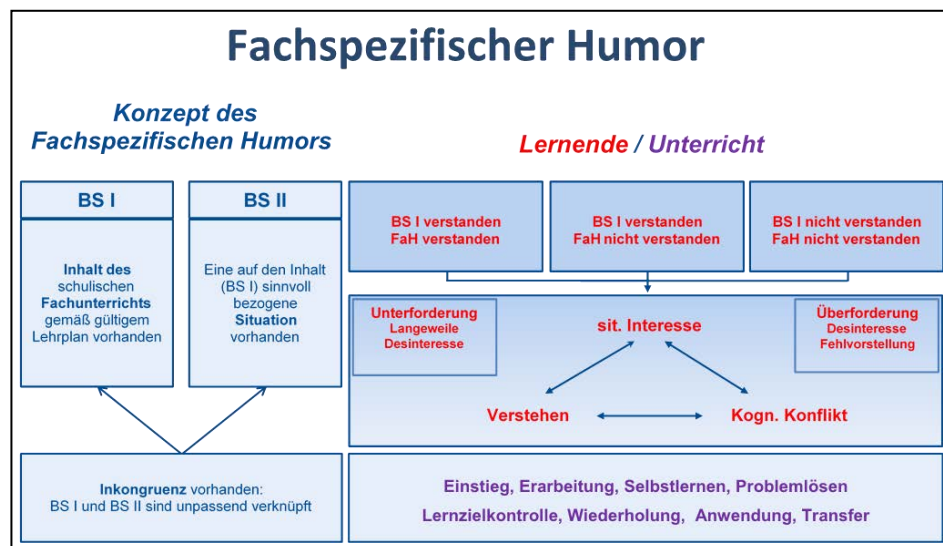 Fachspezifischer Humor
Konzept des
Fachspezifischen Humors
BS I
Inhalt des
schulischen
Fachunterrichts
gemäß gültigem
Lehrplan vorhanden
BS II
Eine auf den Inhalt
(BS I) sinnvoll
bezogene
Situation
vorhanden
Inkongruenz vorhanden:
BS I und BS II sind unpassend verknüpft
Lernende / Unterricht
BS I verstanden
FaH verstanden
BS I verstanden
FaH nicht verstanden
BS I nicht verstanden
FaH nicht verstanden
Unterforderung
Langeweile
Desinteresse
sit. Interesse
Überforderung
Desinteresse
Fehlvorstellung
Verstehen
Kogn. Konflikt
Einstieg, Erarbeitung, Selbstlernen, Problemlösen
Lernzielkontrolle, Wiederholung, Anwendung, Transfer